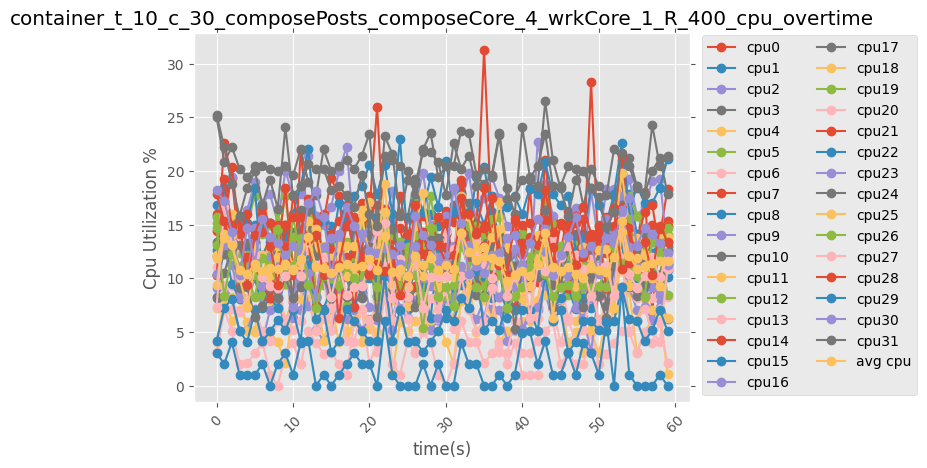 container_t_10_c_30_composePosts_composeCore_4_wrkCore_1_R_400_cpu_overtime
Cpu Utilization %
30
25
20
15
10
5
0
0
10
20
30
40
50
60
time(s)
cpu0
cpu1
cpu2
cpu3
cpu4
cpu5
cpu6
cpu7
cpu8
cpu9
cpu10
cpu11
cpu12
cpu13
cpu14
cpu15
cpu16
cpu17
cpu18
cpu19
cpu20
cpu21
cpu22
cpu23
cpu24
cpu25
cpu26
cpu27
cpu28
cpu29
cpu30
cpu31
avg cpu